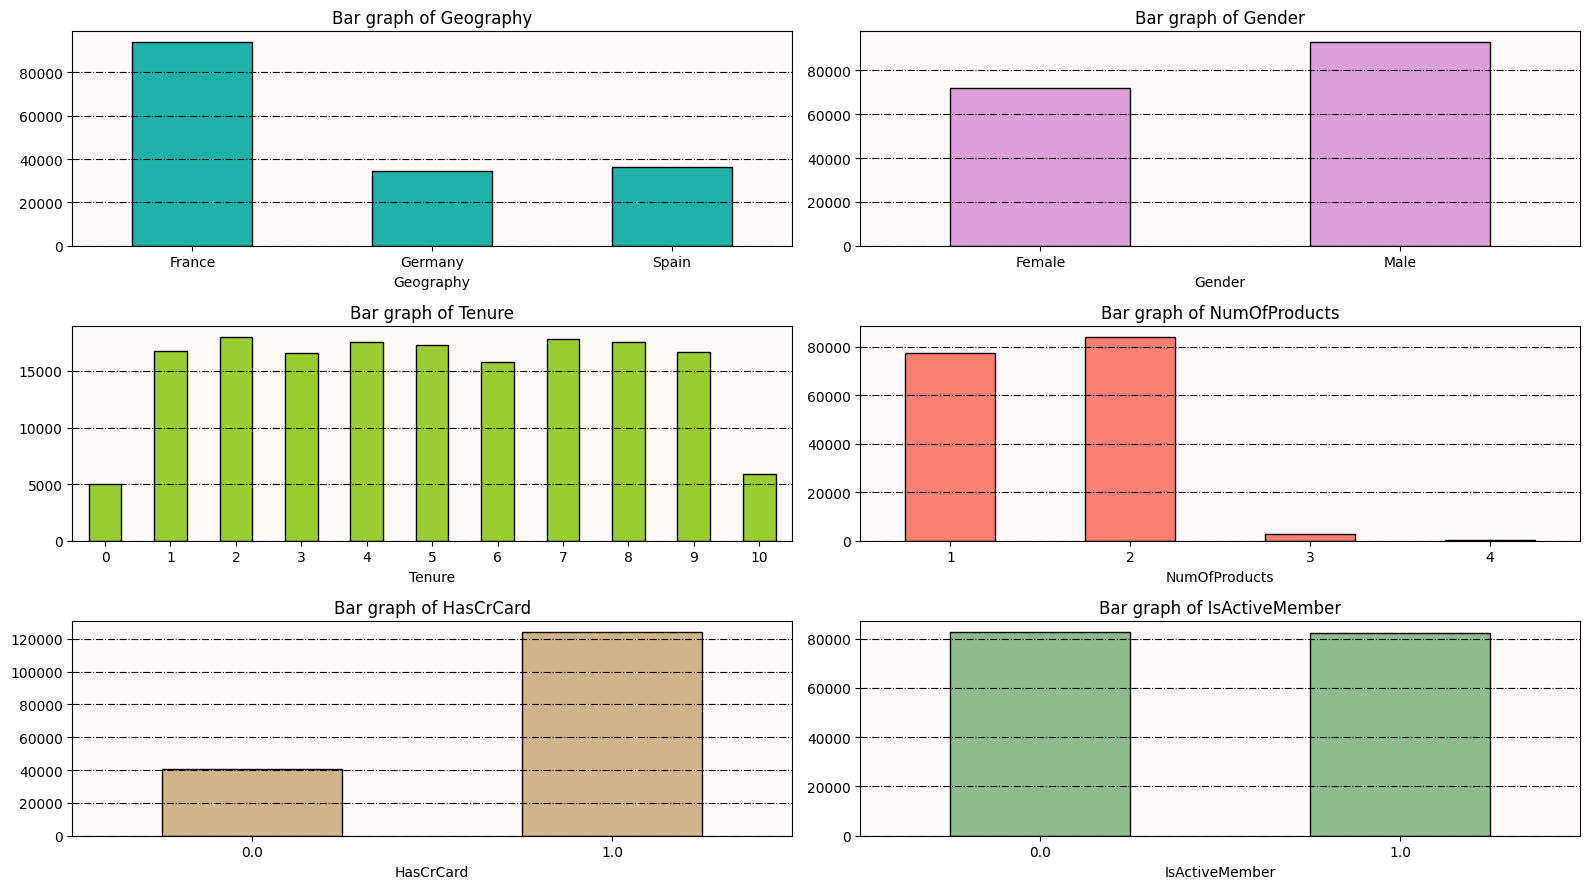 Bar graph of Geography
80000
60000
40000
20000
0
France Germany Spain
Geography
Bar graph of Gender
80000
60000
40000
20000
0
Female Male
Gender
Bar graph of Tenure
15000
10000
5000
0
0 1 2 3 4 5 6 7 8 9 10
Tenure
Bar graph of NumOfProducts
80000
60000
40000
20000
0
1 2 3 4
NumOfProducts
Bar graph of HasCrCard
120000
100000
80000
60000
40000
20000
0
0.0 1.0
HasCrCard
Bar graph of IsActiveMember
80000
60000
40000
20000
0
0.0 1.0
IsActiveMember